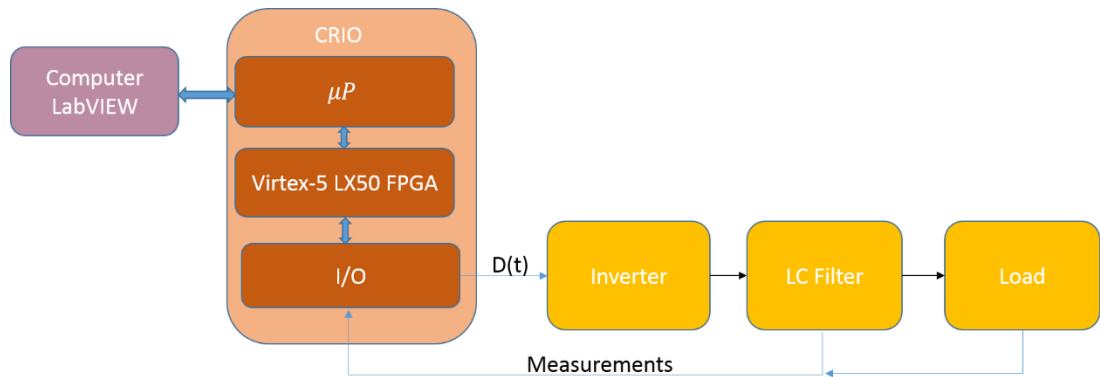 CRIO
Computer
LabVIEW
μP
Virtex-5 LX50 FPGA
I/O
D(t)
Inverter
LC Filter
Load
Measurements